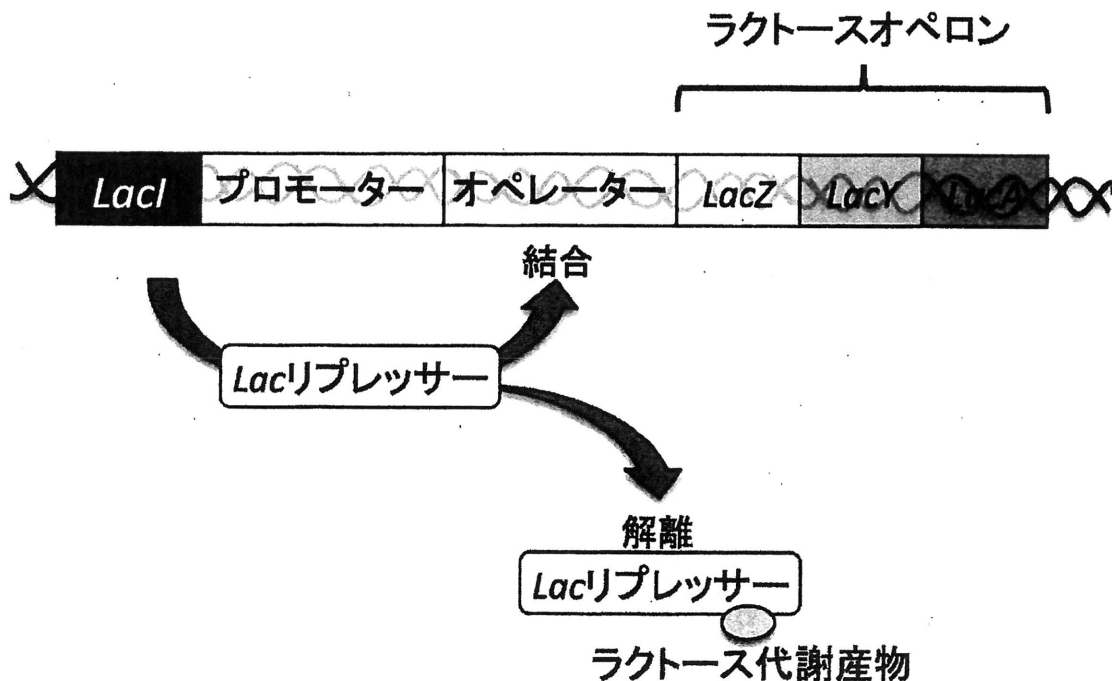 ラクトースオペロン
LacI プロモーター オペレーター LacZ LacY LacA
結合
Lacリプレッサー
解離
Lacリプレッサー
ラクトース代謝産物